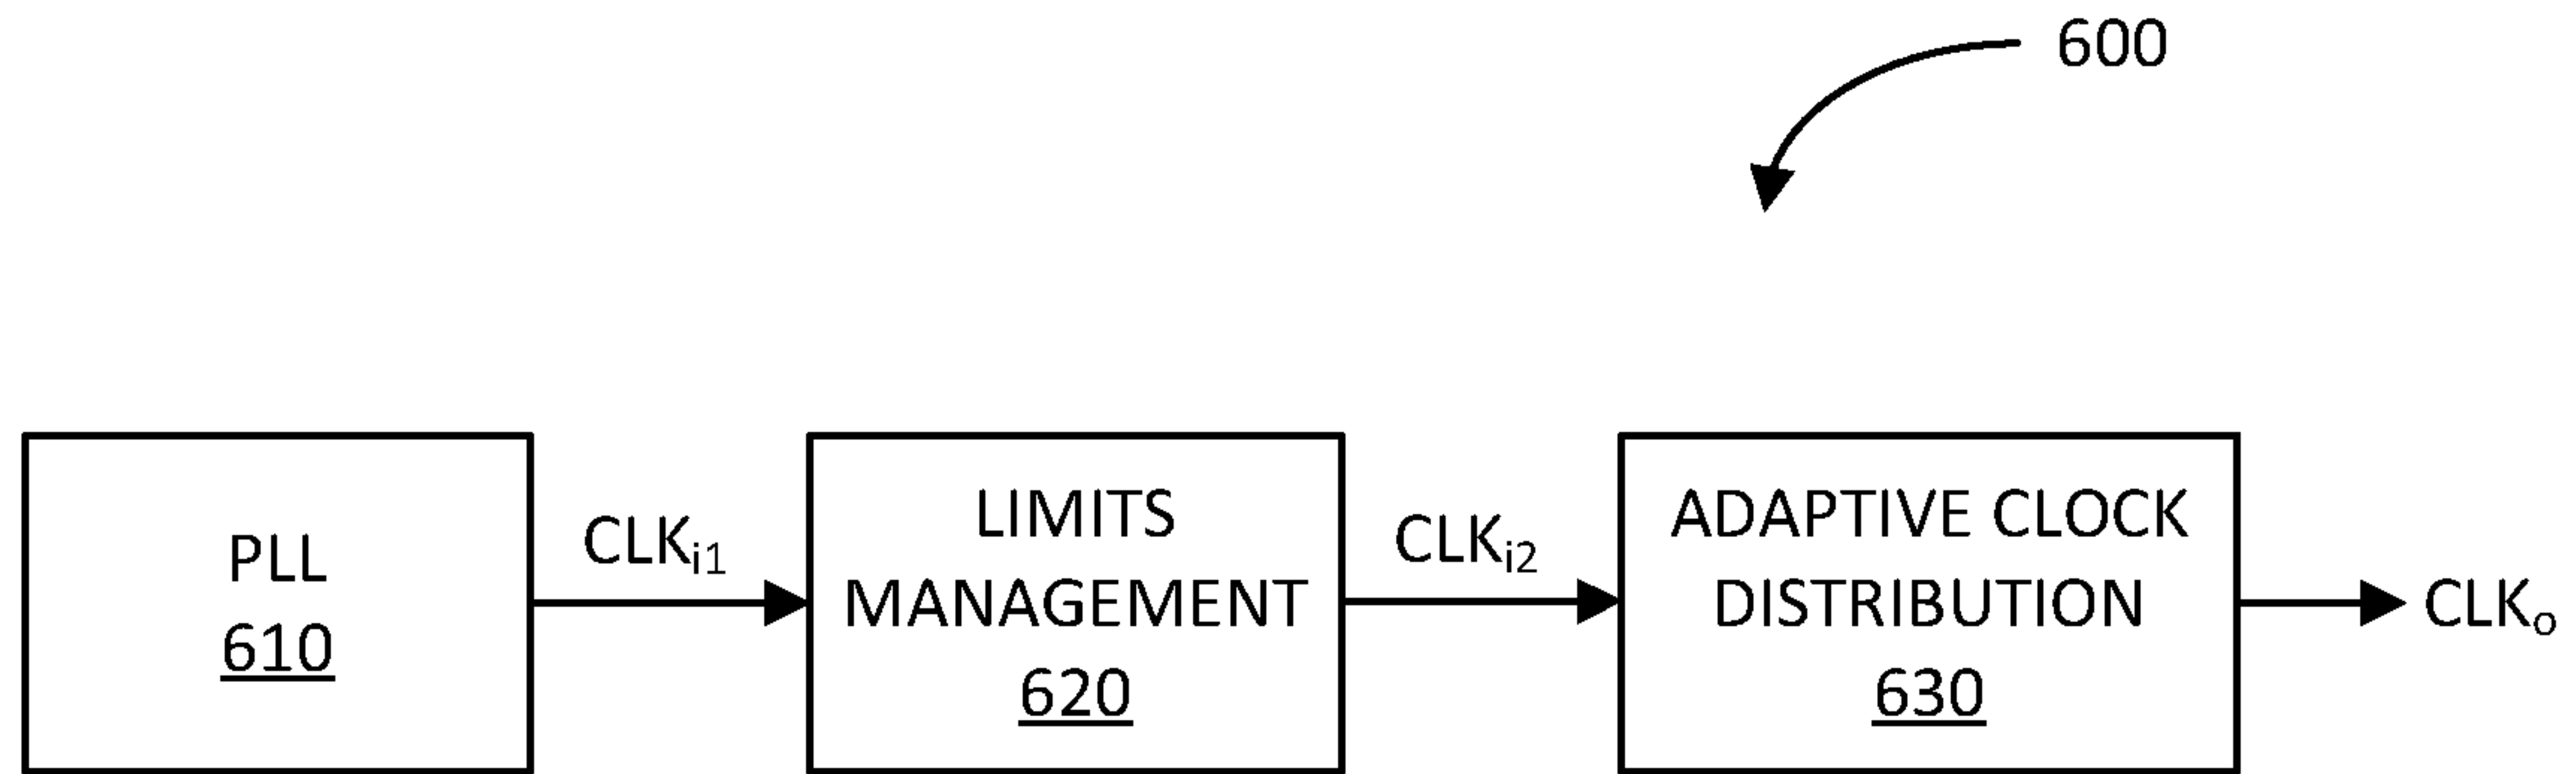 600
PLL
610
CLKi1
LIMITS
MANAGEMENT
620
CLKi2
ADAPTIVE CLOCK
DISTRIBUTION
630
CLKo